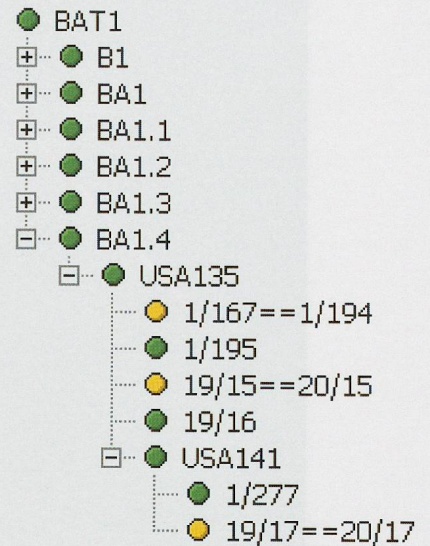 BAT1
B1
BA1
BA1.1
BA1.2
BA1.3
BA1.4
USA135
1/167==1/194
1/195
19/15==20/15
19/16
USA141
1/277
19/17==20/17